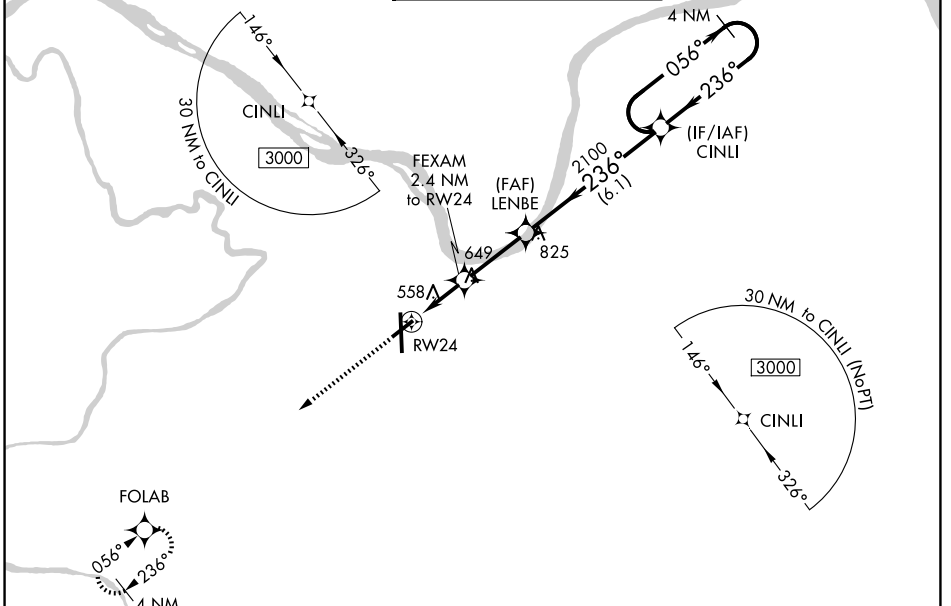 4 NM
056°
236°
(IF/IAF)
CINLI
146°
CINLI
3000
326°
30 NM to CINLI
FEXAM
2.4 NM
to RW24
(FAF)
LENBE
2100
236°
(6.1)
649
825
558
RW24
30 NM to CINLI (NoPT)
146°
3000
CINLI
326°
FOLAB
056°
236°
4 NM